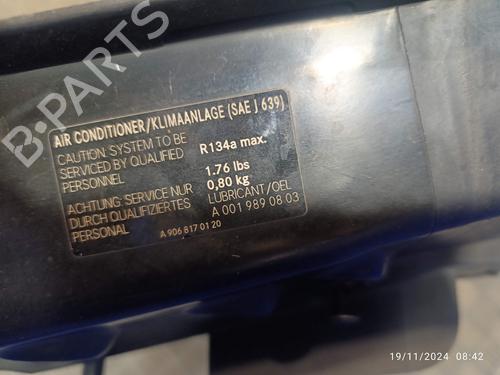 AIR CONDITIONER/KLIMAANLAGE (SAE J 639)
CAUTION SYSTEM TO BE
SERVICED BY QUALIFIED
PERSONNEL
R134a max.
1.76 lbs
0,80 kg
ACHTUNG: SERVICE NUR
DURCH QUALIFIZIERTES
PERSONAL
LUBRICANT/OEL
A 001 989 08 03
A 906 817 01 20
B-PARTS
19/11/2024 @ 08:42